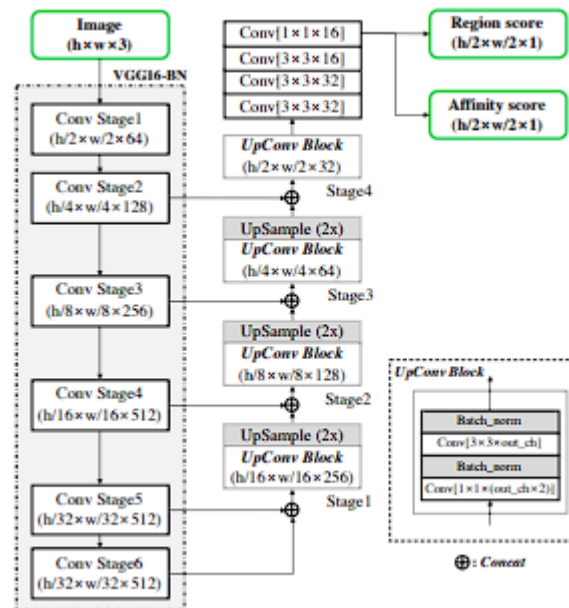 Image
(h×w×3)
VGG16-BN
Conv Stage1
(h/2×w/2×64)
Conv Stage2
(h/4×w/4×128)
Conv Stage3
(h/8×w/8×256)
Conv Stage4
(h/16×w/16×512)
Conv Stage5
(h/32×w/32×512)
Conv Stage6
(h/32×w/32×512)
Conv[1×1×16]
Conv[3×3×16]
Conv[3×3×32]
Conv[3×3×32]
UpConv Block
(h/2×w/2×32)
Stage4
UpSample (2x)
UpConv Block
(h/4×w/4×64)
Stage3
UpSample (2x)
UpConv Block
(h/8×w/8×128)
Stage2
UpSample (2x)
UpConv Block
(h/16×w/16×256)
Stage1
Region score
(h/2×w/2×1)
Affinity score
(h/2×w/2×1)
UpConv Block
Batch_norm
Conv[3×3×out_ch]
Batch_norm
Conv[1×1×(out_ch×2)]
⊕: Concat